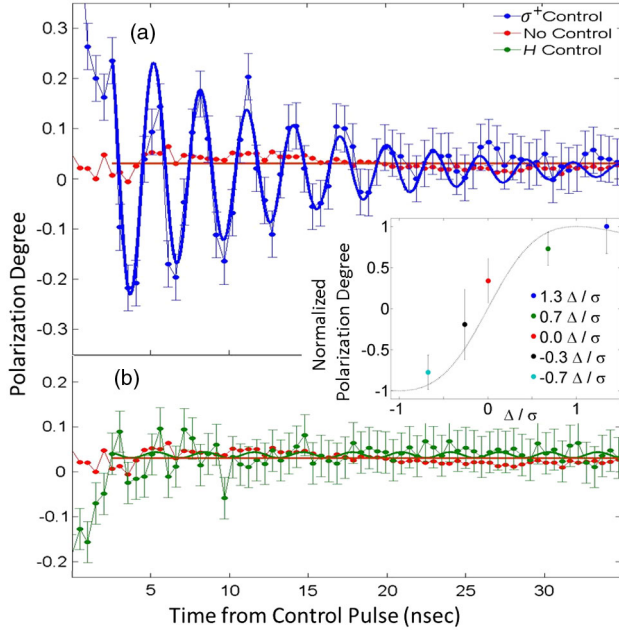 (a)
σ+ Control
No Control
H Control
0.3
0.2
0.1
0
-0.1
-0.2
-0.3
Polarization Degree
Normalized
Polarization Degree
1
0.5
0
-0.5
-1
1.3 Δ / σ
0.7 Δ / σ
0.0 Δ / σ
-0.3 Δ / σ
-0.7 Δ / σ
-1 0 1
Δ / σ
(b)
0.2
0.1
0
-0.1
-0.2
5 10 15 20 25 30
Time from Control Pulse (nsec)